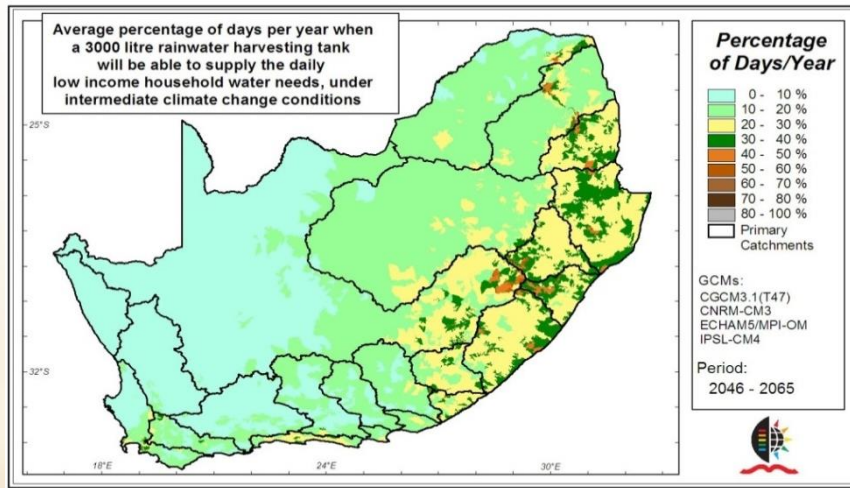 Average percentage of days per year when
a 3000 litre rainwater harvesting tank
will be able to supply the daily
low income household water needs, under
intermediate climate change conditions
Percentage
of Days/Year
0 - 10 %
10 - 20 %
20 - 30 %
30 - 40 %
40 - 50 %
50 - 60 %
60 - 70 %
70 - 80 %
80 - 100 %
Primary
Catchments
GCMs:
CGCM3.1(T47)
CNRM-CM3
ECHAM5/MPI-OM
IPSL-CM4
Period:
2046 - 2065
25°S
32°S
18°E
24°E
30°E